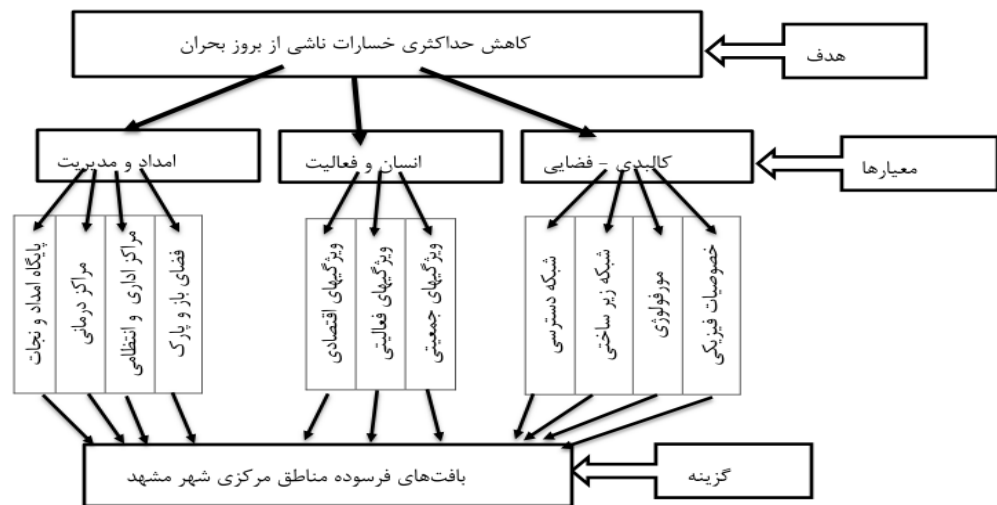 کاهش حداکثری خسارات ناشی از بروز بحران
هدف
کالبدی - فضایی
انسان و فعالیت
امداد و مدیریت
معیارها
خصوصیات فیزیکی
مورفولوژی
شبکه زیر ساختی
شبکه دسترسی
ویژگیهای جمعیتی
ویژگیهای فعالیتی
ویژگیهای اقتصادی
فضای باز و پارک
مراکز اداری و انتظامی
مراکز درمانی
پایگاه امداد و نجات
بافت‌های فرسوده مناطق مرکزی شهر مشهد
گزینه